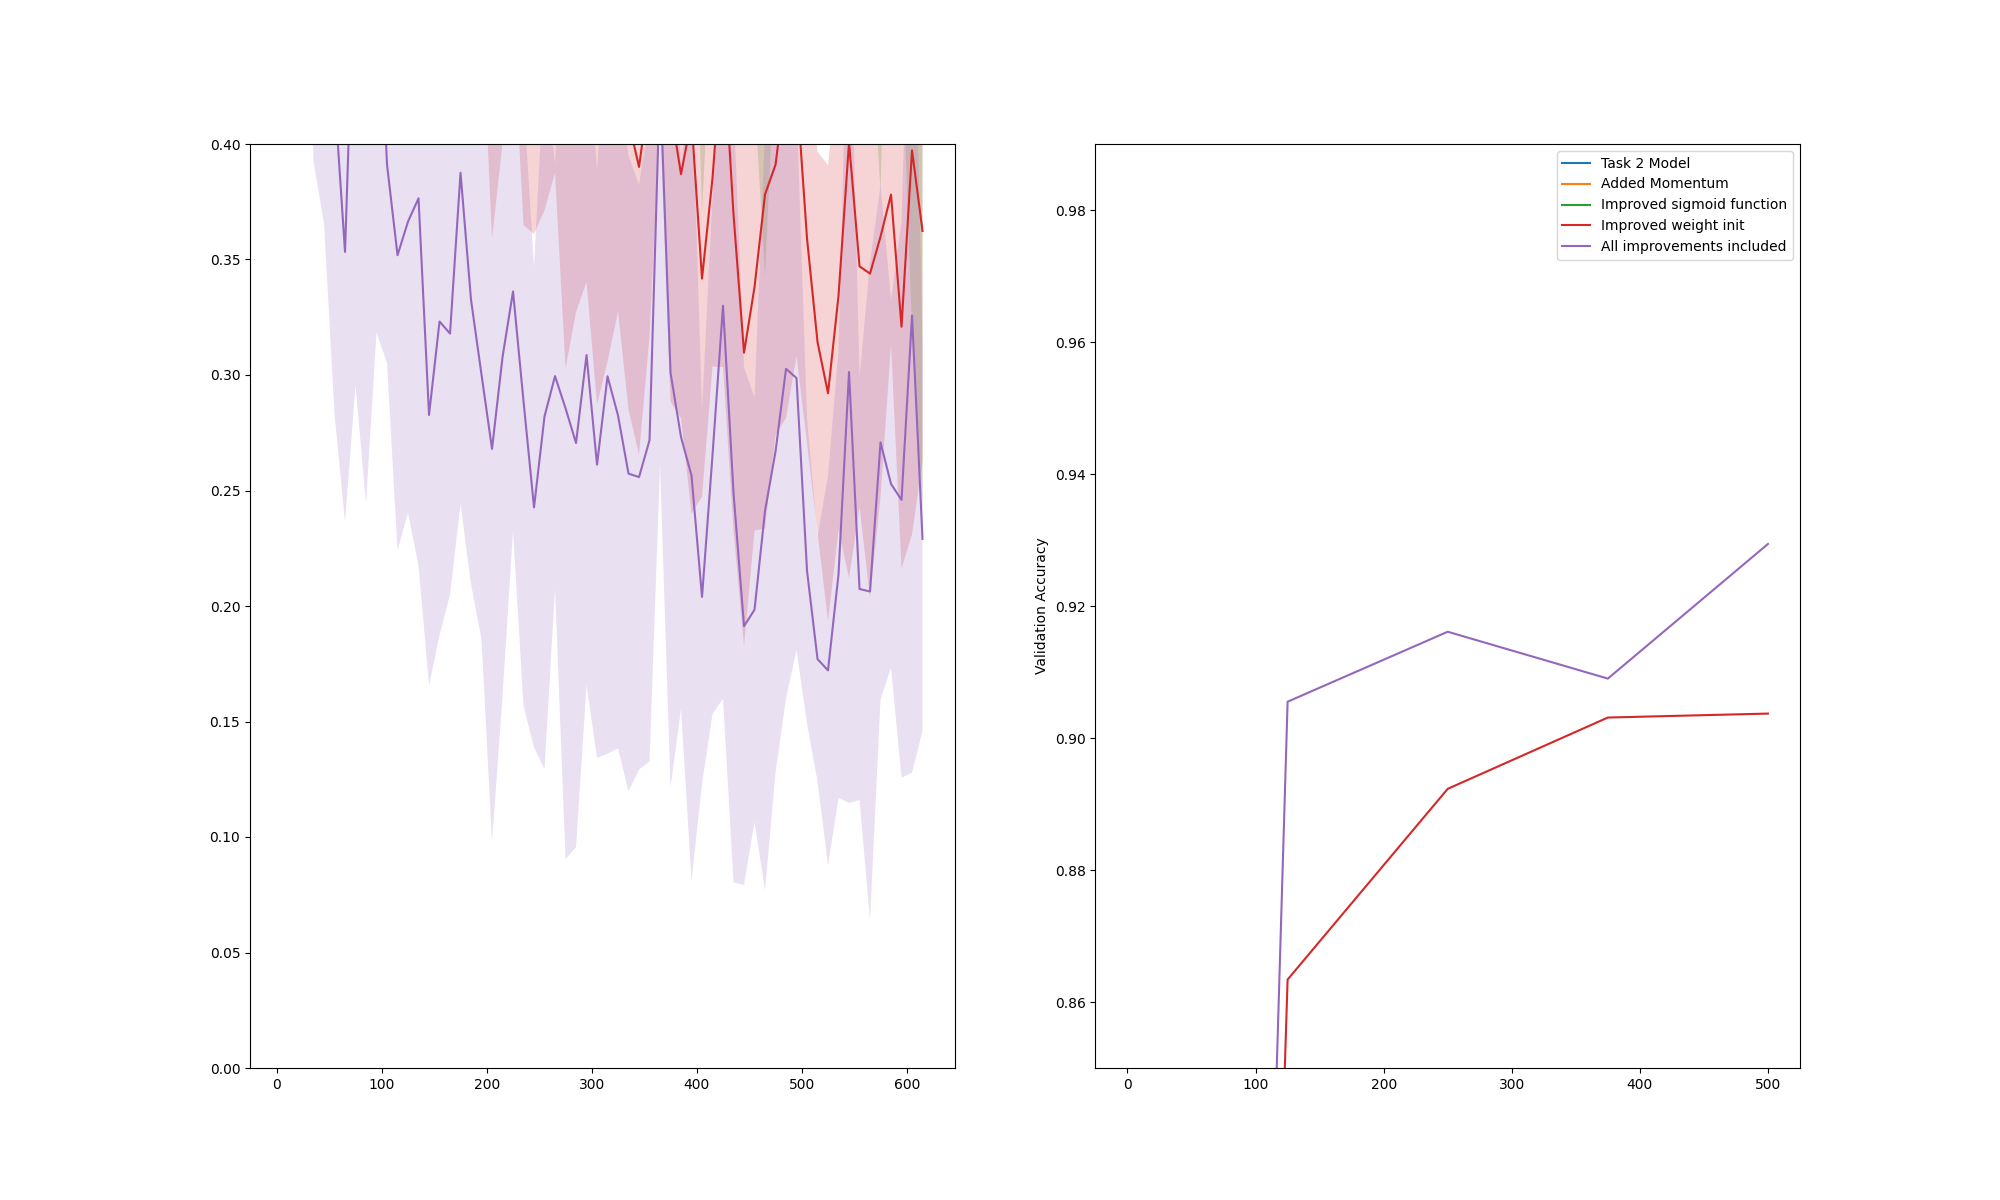 0.40
0.35
0.30
0.25
0.20
0.15
0.10
0.05
0.00
0 100 200 300 400 500 600
Validation Accuracy
0.98
0.96
0.94
0.92
0.90
0.88
0.86
0 100 200 300 400 500
Task 2 Model
Added Momentum
Improved sigmoid function
Improved weight init
All improvements included